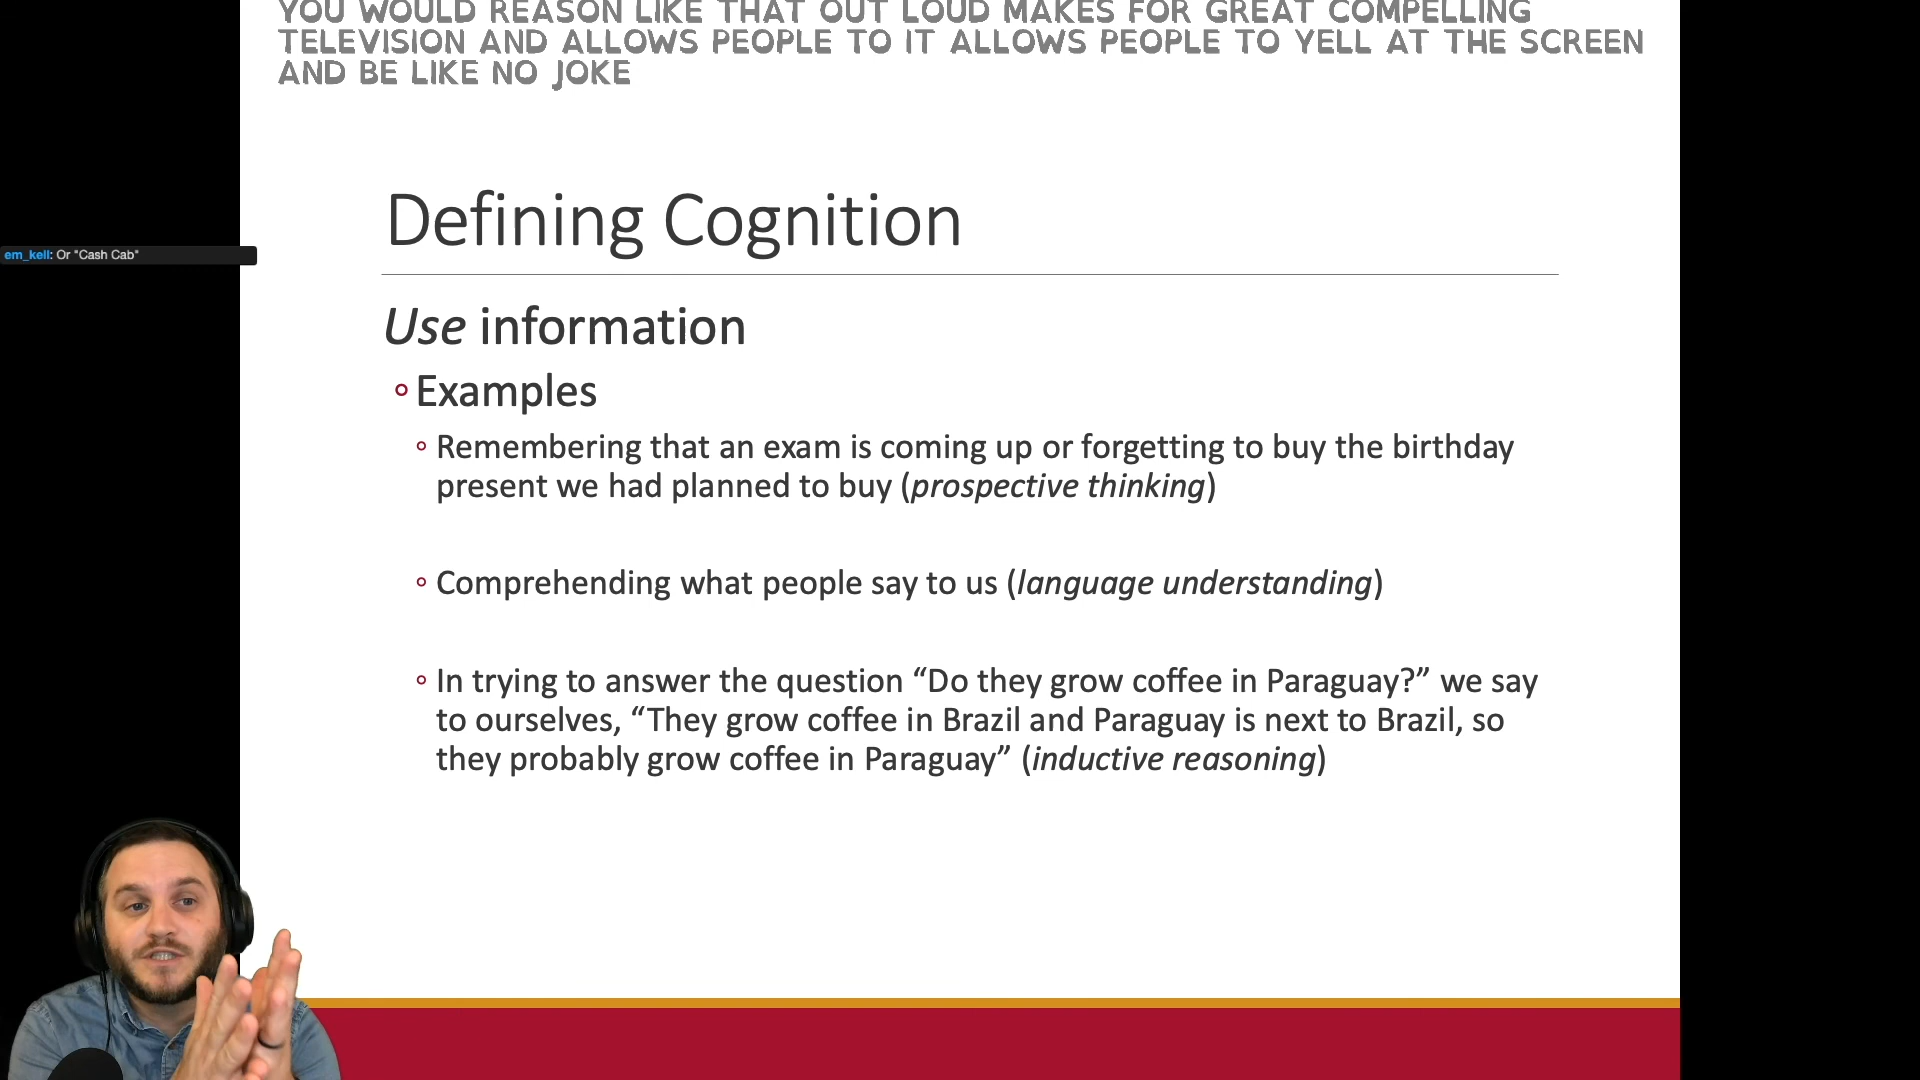 YOU WOULD REASON LIKE THAT OUT LOUD MAKES FOR GREAT COMPELLING
TELEVISION AND ALLOWS PEOPLE TO IT ALLOWS PEOPLE TO YELL AT THE SCREEN
AND BE LIKE NO JOKE
Defining Cognition
em_kell: Or "Cash Cab"
Use information
Examples
Remembering that an exam is coming up or forgetting to buy the birthday
present we had planned to buy (prospective thinking)
Comprehending what people say to us (language understanding)
In trying to answer the question “Do they grow coffee in Paraguay?” we say
to ourselves, “They grow coffee in Brazil and Paraguay is next to Brazil, so
they probably grow coffee in Paraguay” (inductive reasoning)